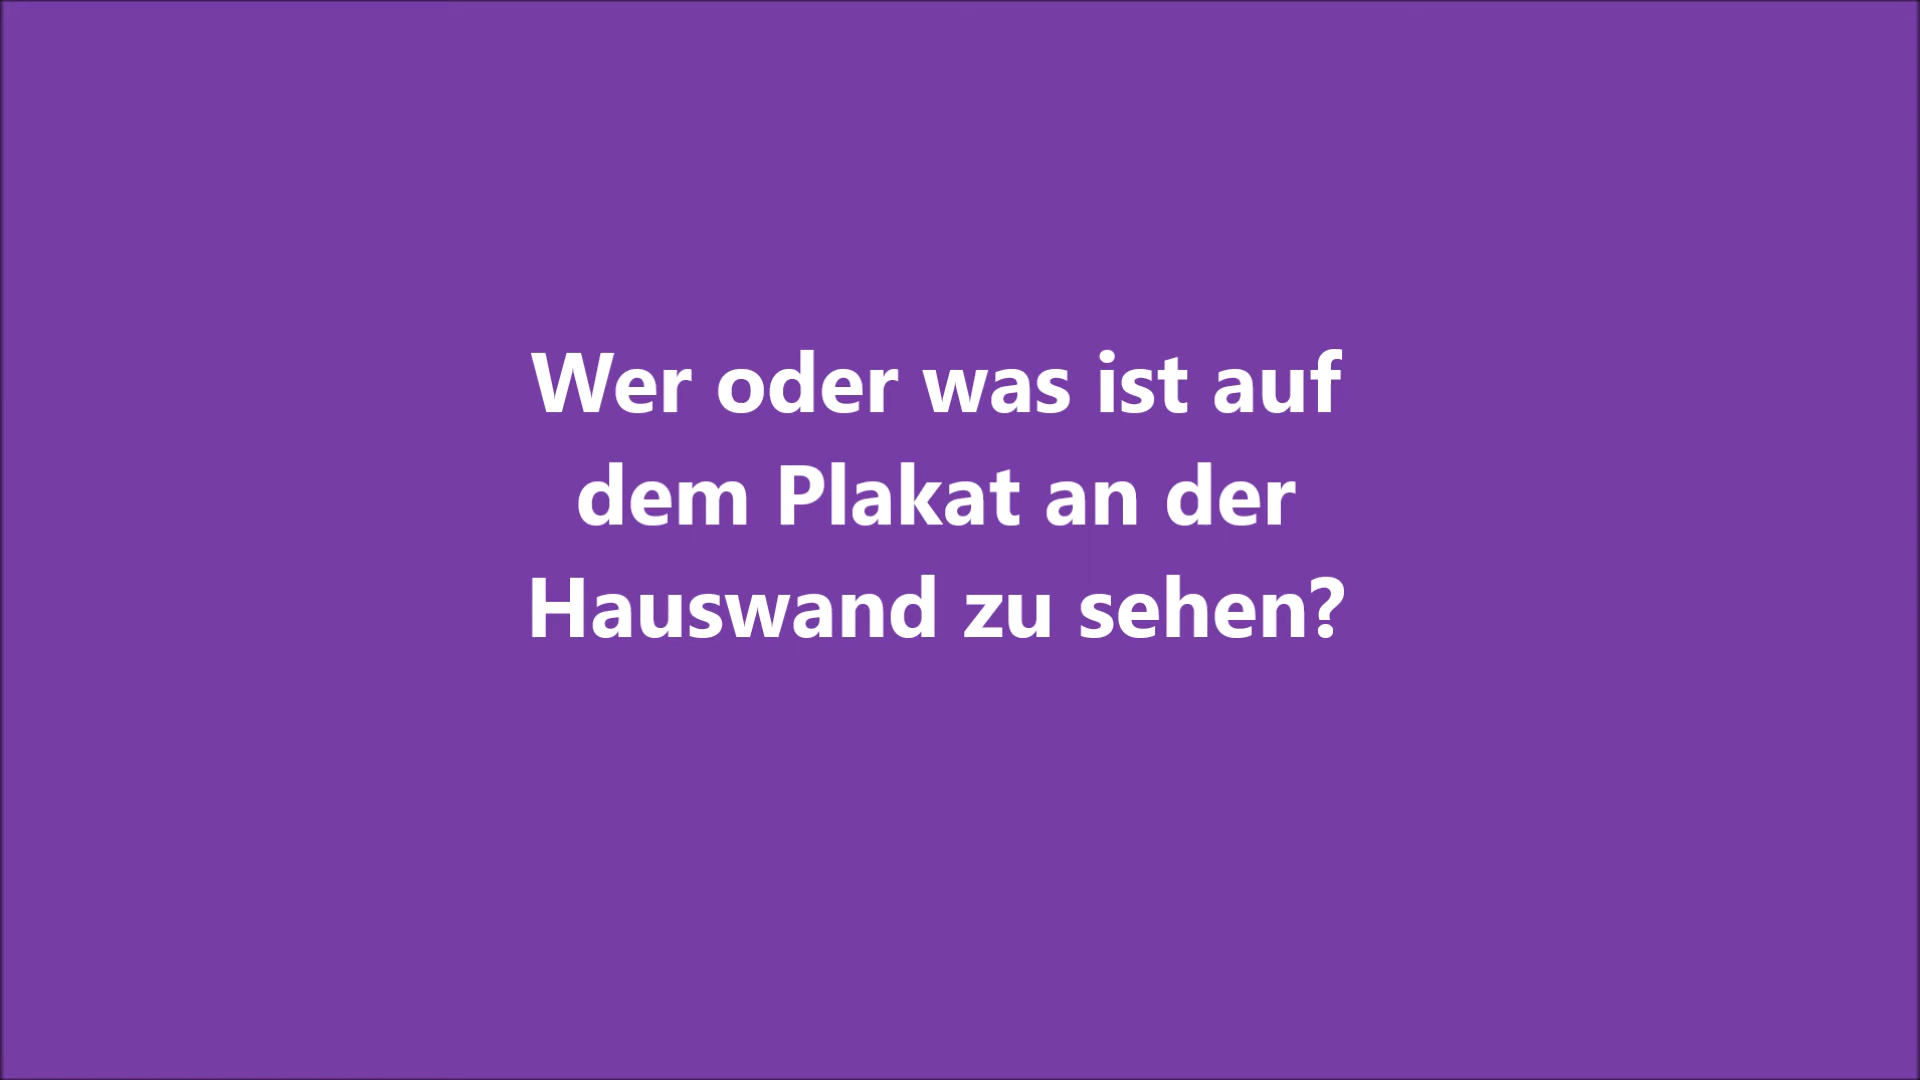 Wer oder was ist auf
dem Plakat an der
Hauswand zu sehen?